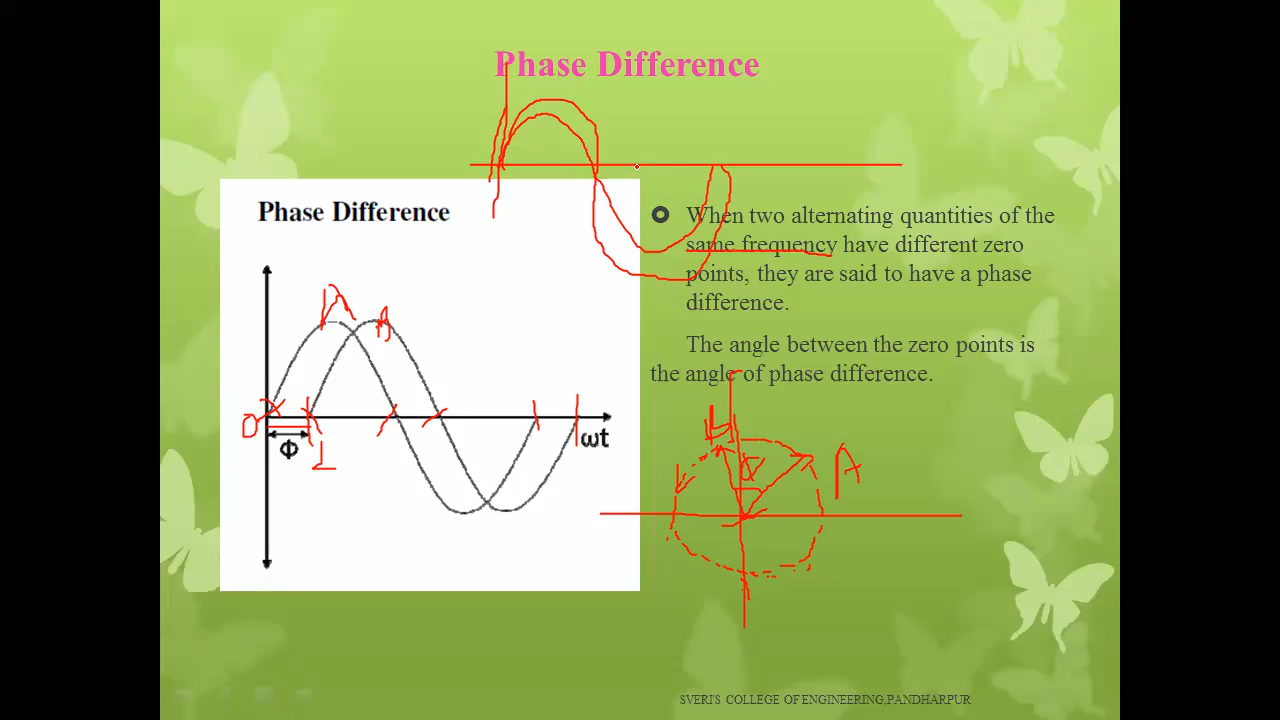 Phase Difference
Phase Difference
When two alternating quantities of the
same frequency have different zero
points, they are said to have a phase
difference.
The angle between the zero points is
the angle of phase difference.
A
Φ
ωt
A
SVERI'S COLLEGE OF ENGINEERING,PANDHARPUR